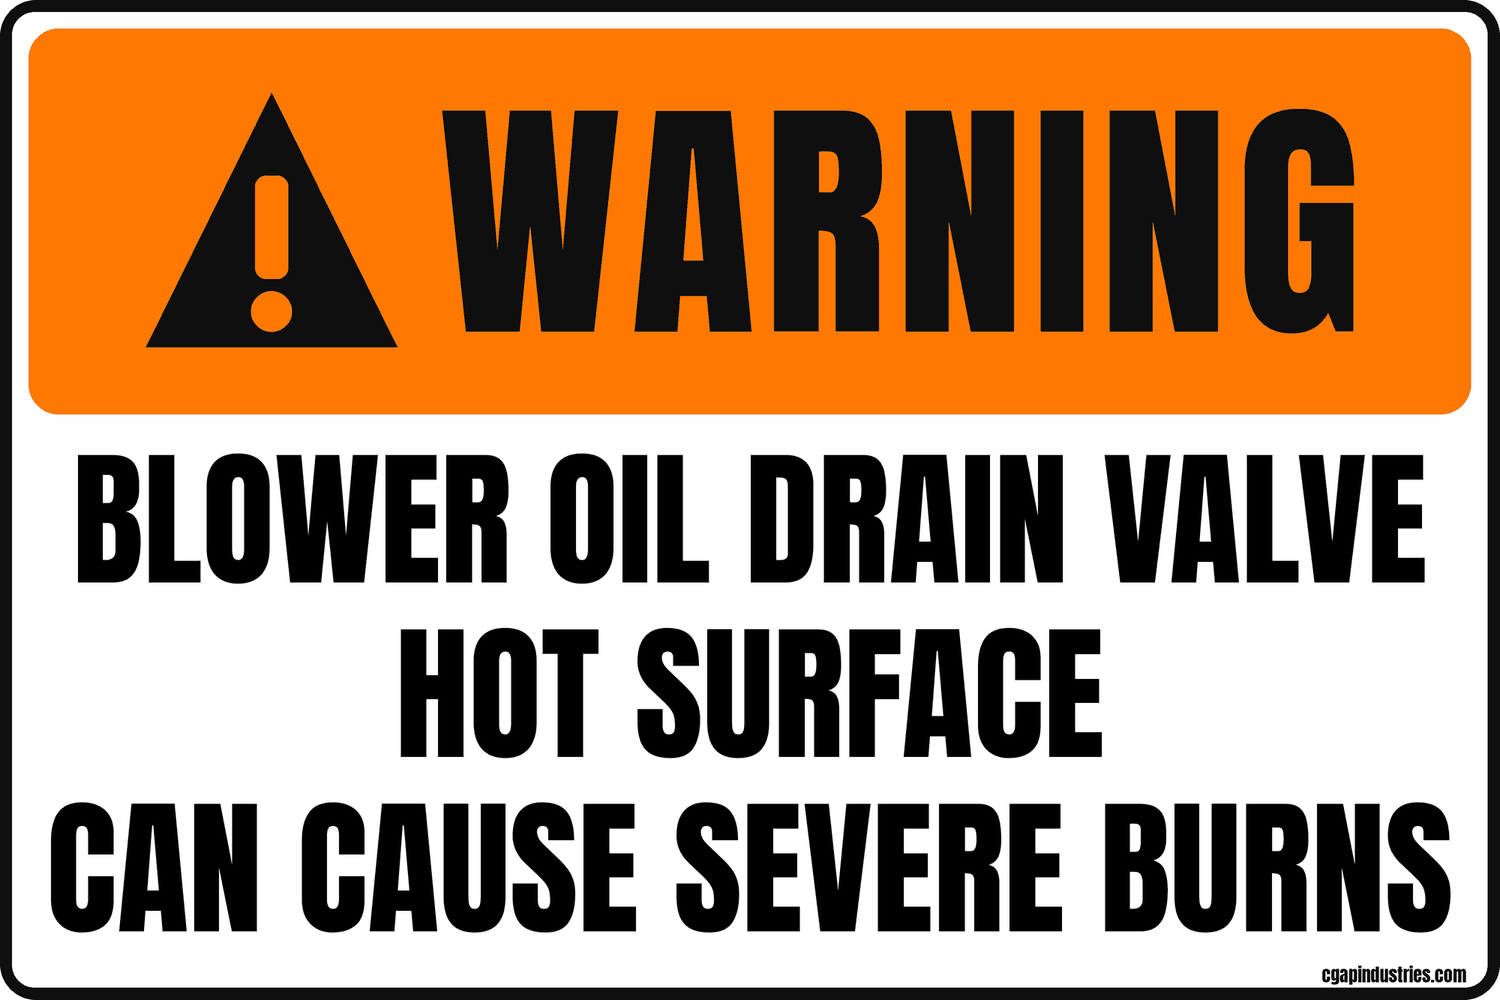 WARNING
BLOWER OIL DRAIN VALVE
HOT SURFACE
CAN CAUSE SEVERE BURNS
cgapindustries.com